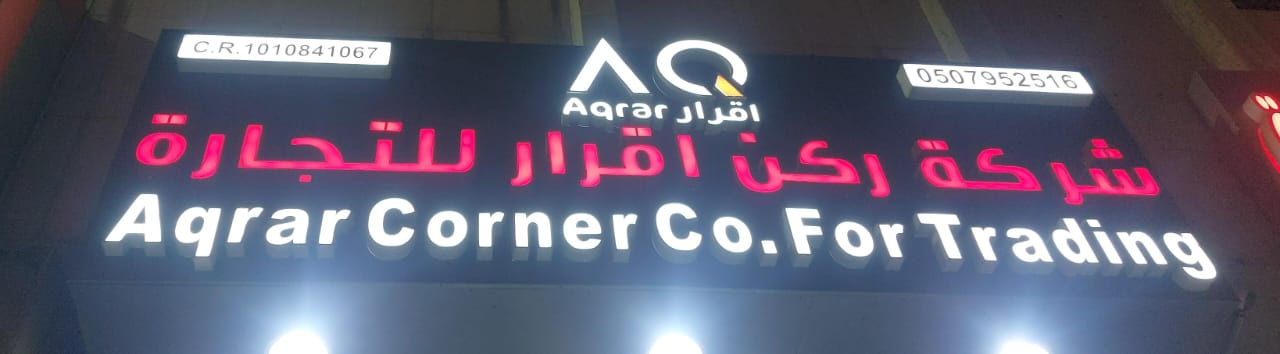 C.R.1010841067
AQ
0507952516
Aqrar اقرار
شركة ركن اقرار للتجارة
Aqrar Corner Co. For Trading